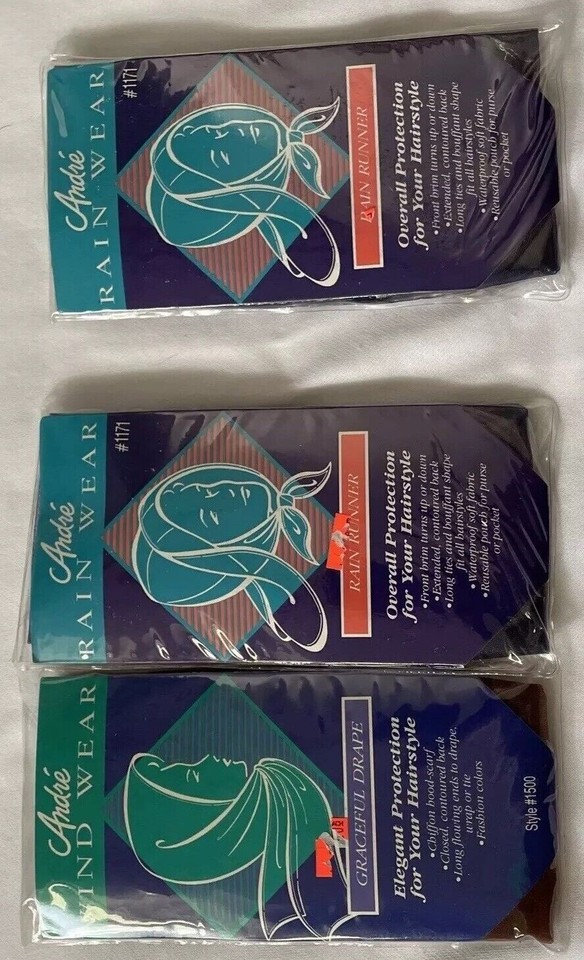 André
RAIN WEAR
#1171
RAIN RUNNER
Overall Protection
for Your Hairstyle
•Front brim turns up or down
•Extended, contoured back
•Long ties and bouffant shape
fit all hairstyles
•Waterproof soft fabric
•Reusable pouch for purse
or pocket
André
RAIN WEAR
#1171
RAIN RUNNER
Overall Protection
for Your Hairstyle
•Front brim turns up or down
•Extended, contoured back
•Long ties and bouffant shape
fit all hairstyles
•Waterproof soft fabric
•Reusable pouch for purse
or pocket
André
WIND WEAR
GRACEFUL DRAPE
Elegant Protection
for Your Hairstyle
•Chiffon hood-scarf
•Closed, contoured back
•Long flowing ends to drape,
wrap or tie
•Fashion colors
Style #1500